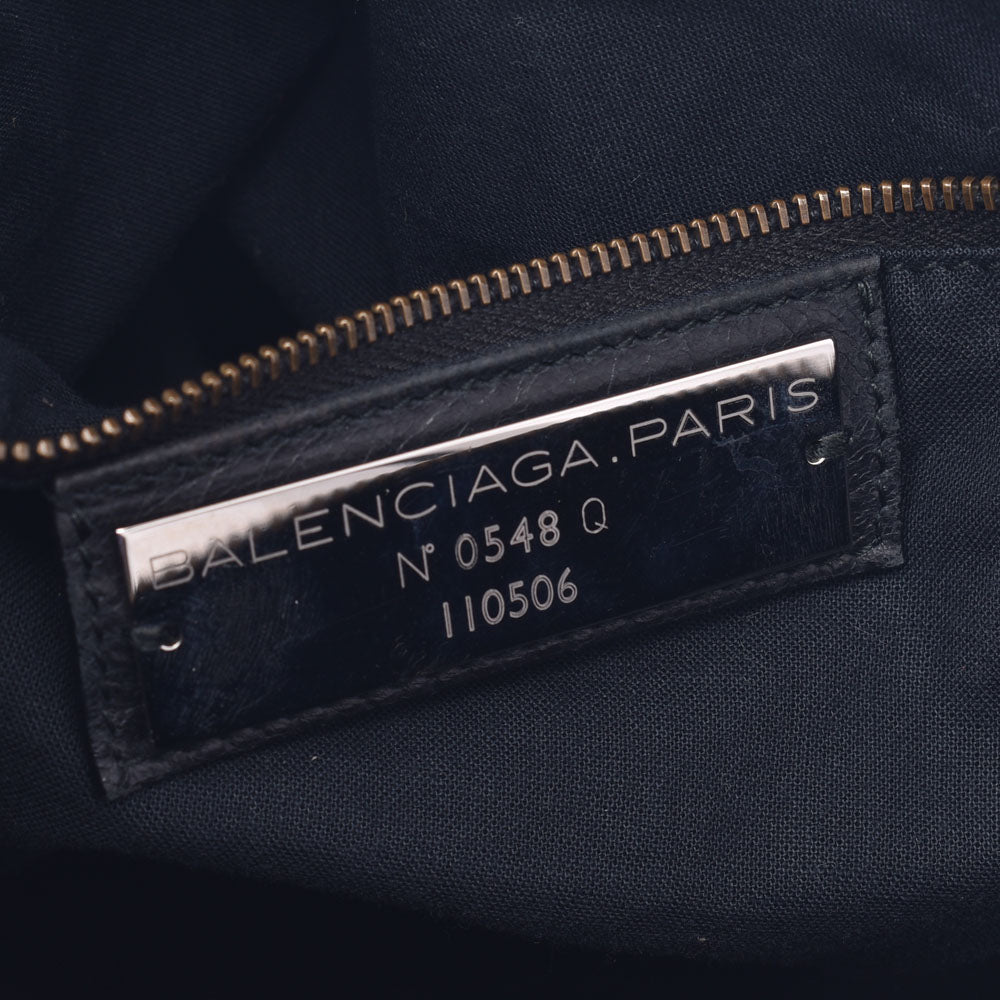 BALENCIAGA.PARIS
N° 0548 Q
110506